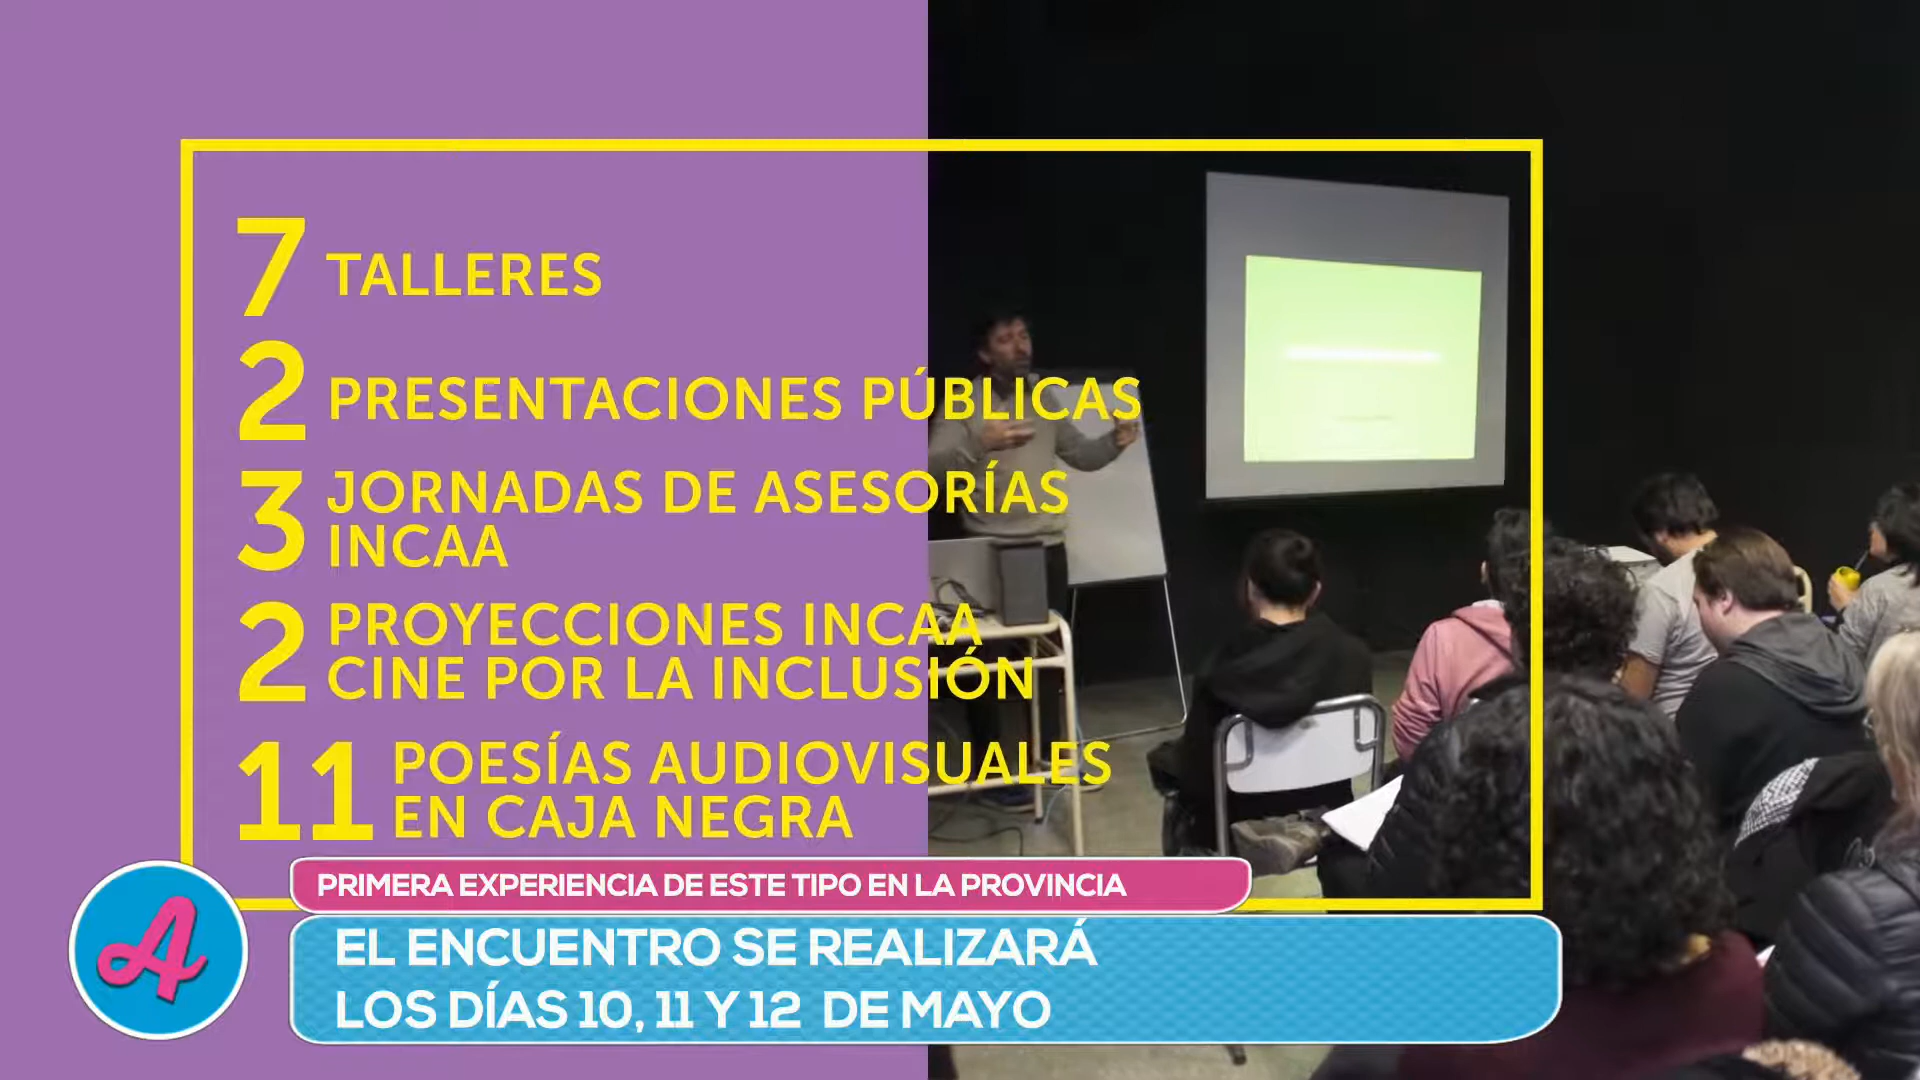 7 TALLERES
2 PRESENTACIONES PÚBLICAS
3 JORNADAS DE ASESORÍAS
INCAA
2 PROYECCIONES INCAA
CINE POR LA INCLUSIÓN
11 POESÍAS AUDIOVISUALES
EN CAJA NEGRA
PRIMERA EXPERIENCIA DE ESTE TIPO EN LA PROVINCIA
A
EL ENCUENTRO SE REALIZARÁ
LOS DÍAS 10, 11 Y 12 DE MAYO